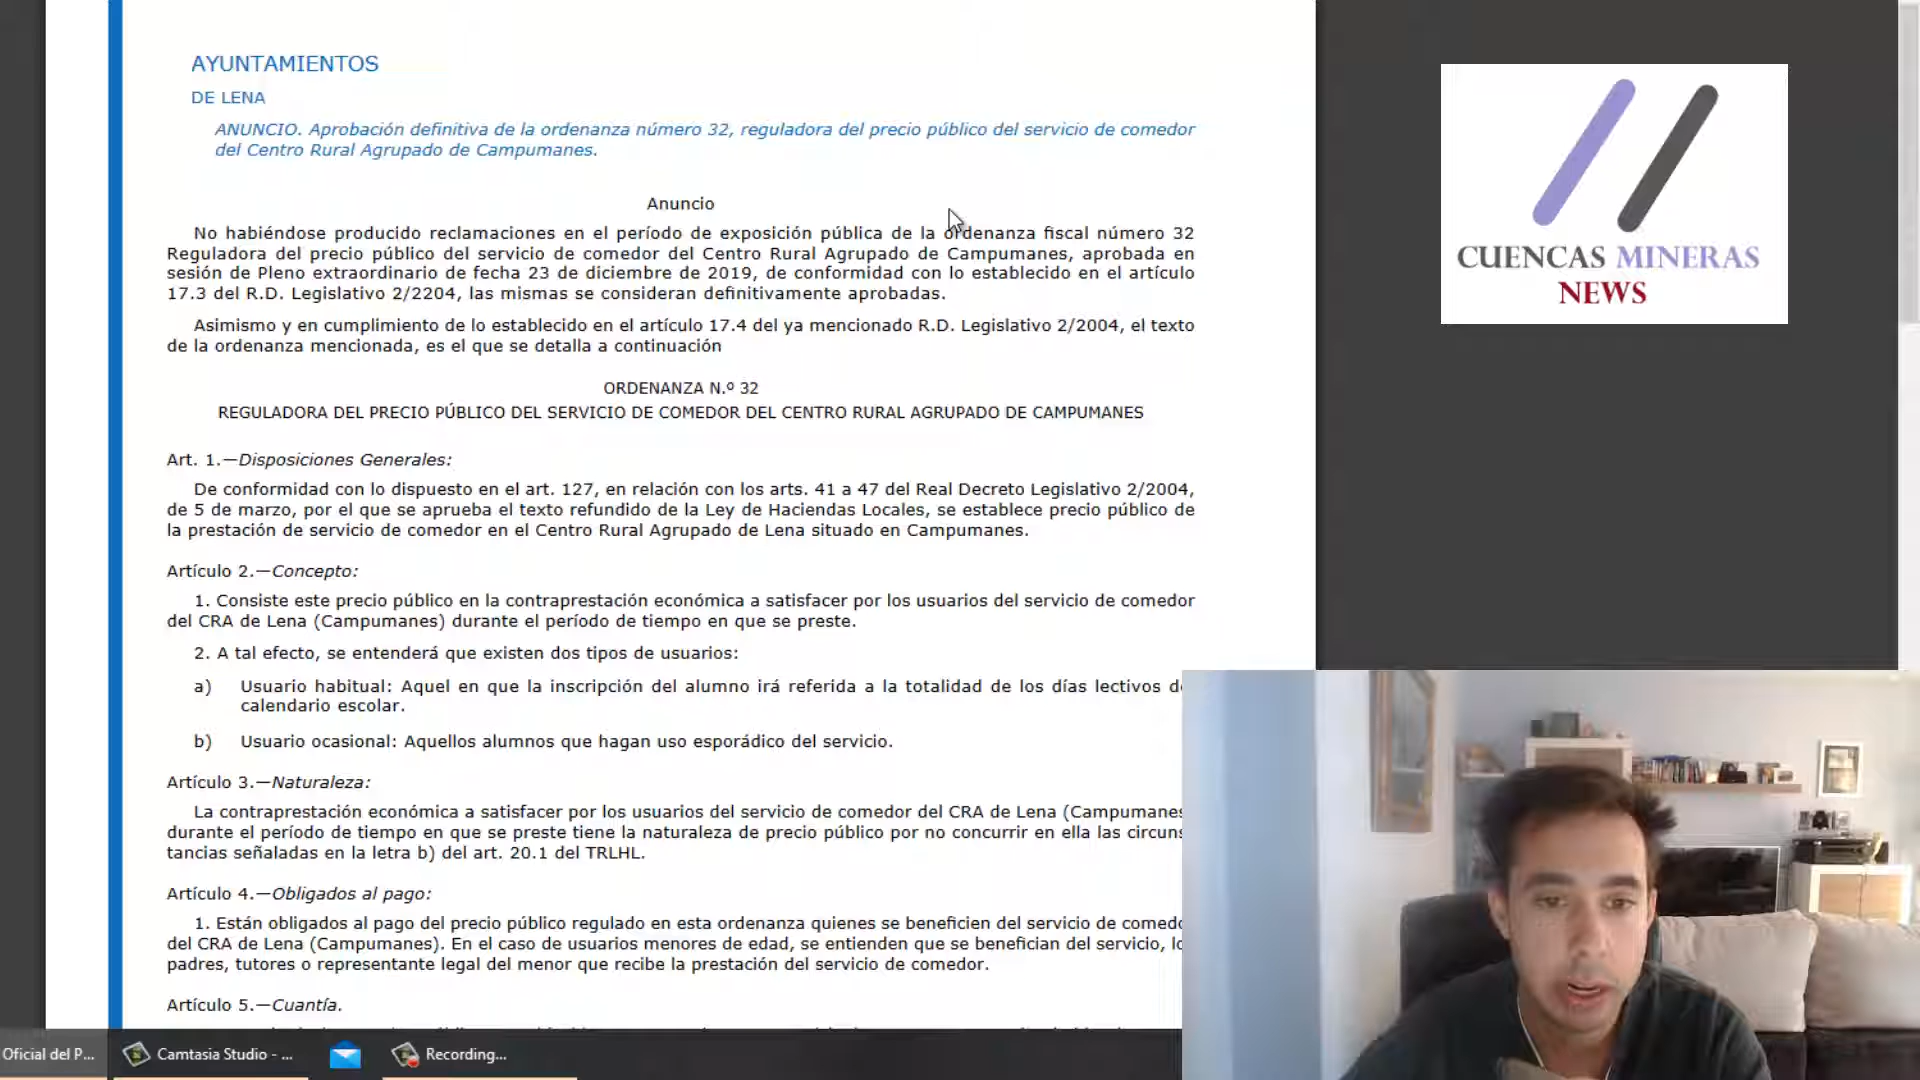 AYUNTAMIENTOS
DE LENA
ANUNCIO. Aprobación definitiva de la ordenanza número 32, reguladora del precio público del servicio de comedor
del Centro Rural Agrupado de Campumanes.
Anuncio
No habiéndose producido reclamaciones en el período de exposición pública de la ordenanza fiscal número 32
Reguladora del precio público del servicio de comedor del Centro Rural Agrupado de Campumanes, aprobada en
sesión de Pleno extraordinario de fecha 23 de diciembre de 2019, de conformidad con lo establecido en el artículo
17.3 del R.D. Legislativo 2/2204, las mismas se consideran definitivamente aprobadas.
Asimismo y en cumplimiento de lo establecido en el artículo 17.4 del ya mencionado R.D. Legislativo 2/2004, el texto
de la ordenanza mencionada, es el que se detalla a continuación
ORDENANZA N.º 32
REGULADORA DEL PRECIO PÚBLICO DEL SERVICIO DE COMEDOR DEL CENTRO RURAL AGRUPADO DE CAMPUMANES
Art. 1.—Disposiciones Generales:
De conformidad con lo dispuesto en el art. 127, en relación con los arts. 41 a 47 del Real Decreto Legislativo 2/2004,
de 5 de marzo, por el que se aprueba el texto refundido de la Ley de Haciendas Locales, se establece precio público de
la prestación de servicio de comedor en el Centro Rural Agrupado de Lena situado en Campumanes.
Artículo 2.—Concepto:
1. Consiste este precio público en la contraprestación económica a satisfacer por los usuarios del servicio de comedor
del CRA de Lena (Campumanes) durante el período de tiempo en que se preste.
2. A tal efecto, se entenderá que existen dos tipos de usuarios:
a) Usuario habitual: Aquel en que la inscripción del alumno irá referida a la totalidad de los días lectivos
calendario escolar.
b) Usuario ocasional: Aquellos alumnos que hagan uso esporádico del servicio.
Artículo 3.—Naturaleza:
La contraprestación económica a satisfacer por los usuarios del servicio de comedor del CRA de Lena (Campumanes
durante el período de tiempo en que se preste tiene la naturaleza de precio público por no concurrir en ella las circuns
tancias señaladas en la letra b) del art. 20.1 del TRLHL.
Artículo 4.—Obligados al pago:
1. Están obligados al pago del precio público regulado en esta ordenanza quienes se beneficien del servicio de comedo
del CRA de Lena (Campumanes). En el caso de usuarios menores de edad, se entienden que se benefician del servicio,
padres, tutores o representante legal del menor que recibe la prestación del servicio de comedor.
Artículo 5.—Cuantía.
CUENCAS MINERAS
NEWS
Oficial del P...
Camtasia Studio - ...
Recording...